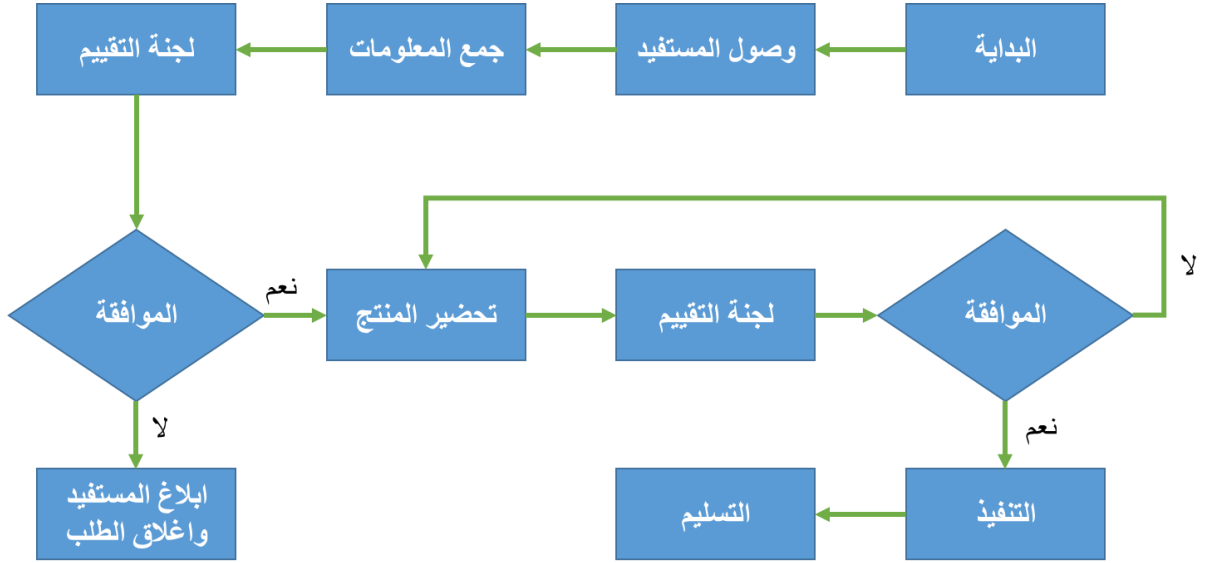 البداية
وصول المستفيد
جمع المعلومات
لجنة التقييم
الموافقة
نعم
تحضير المنتج
لجنة التقييم
الموافقة
لا
لا
نعم
ابلاغ المستفيد
واغلاق الطلب
التنفيذ
التسليم